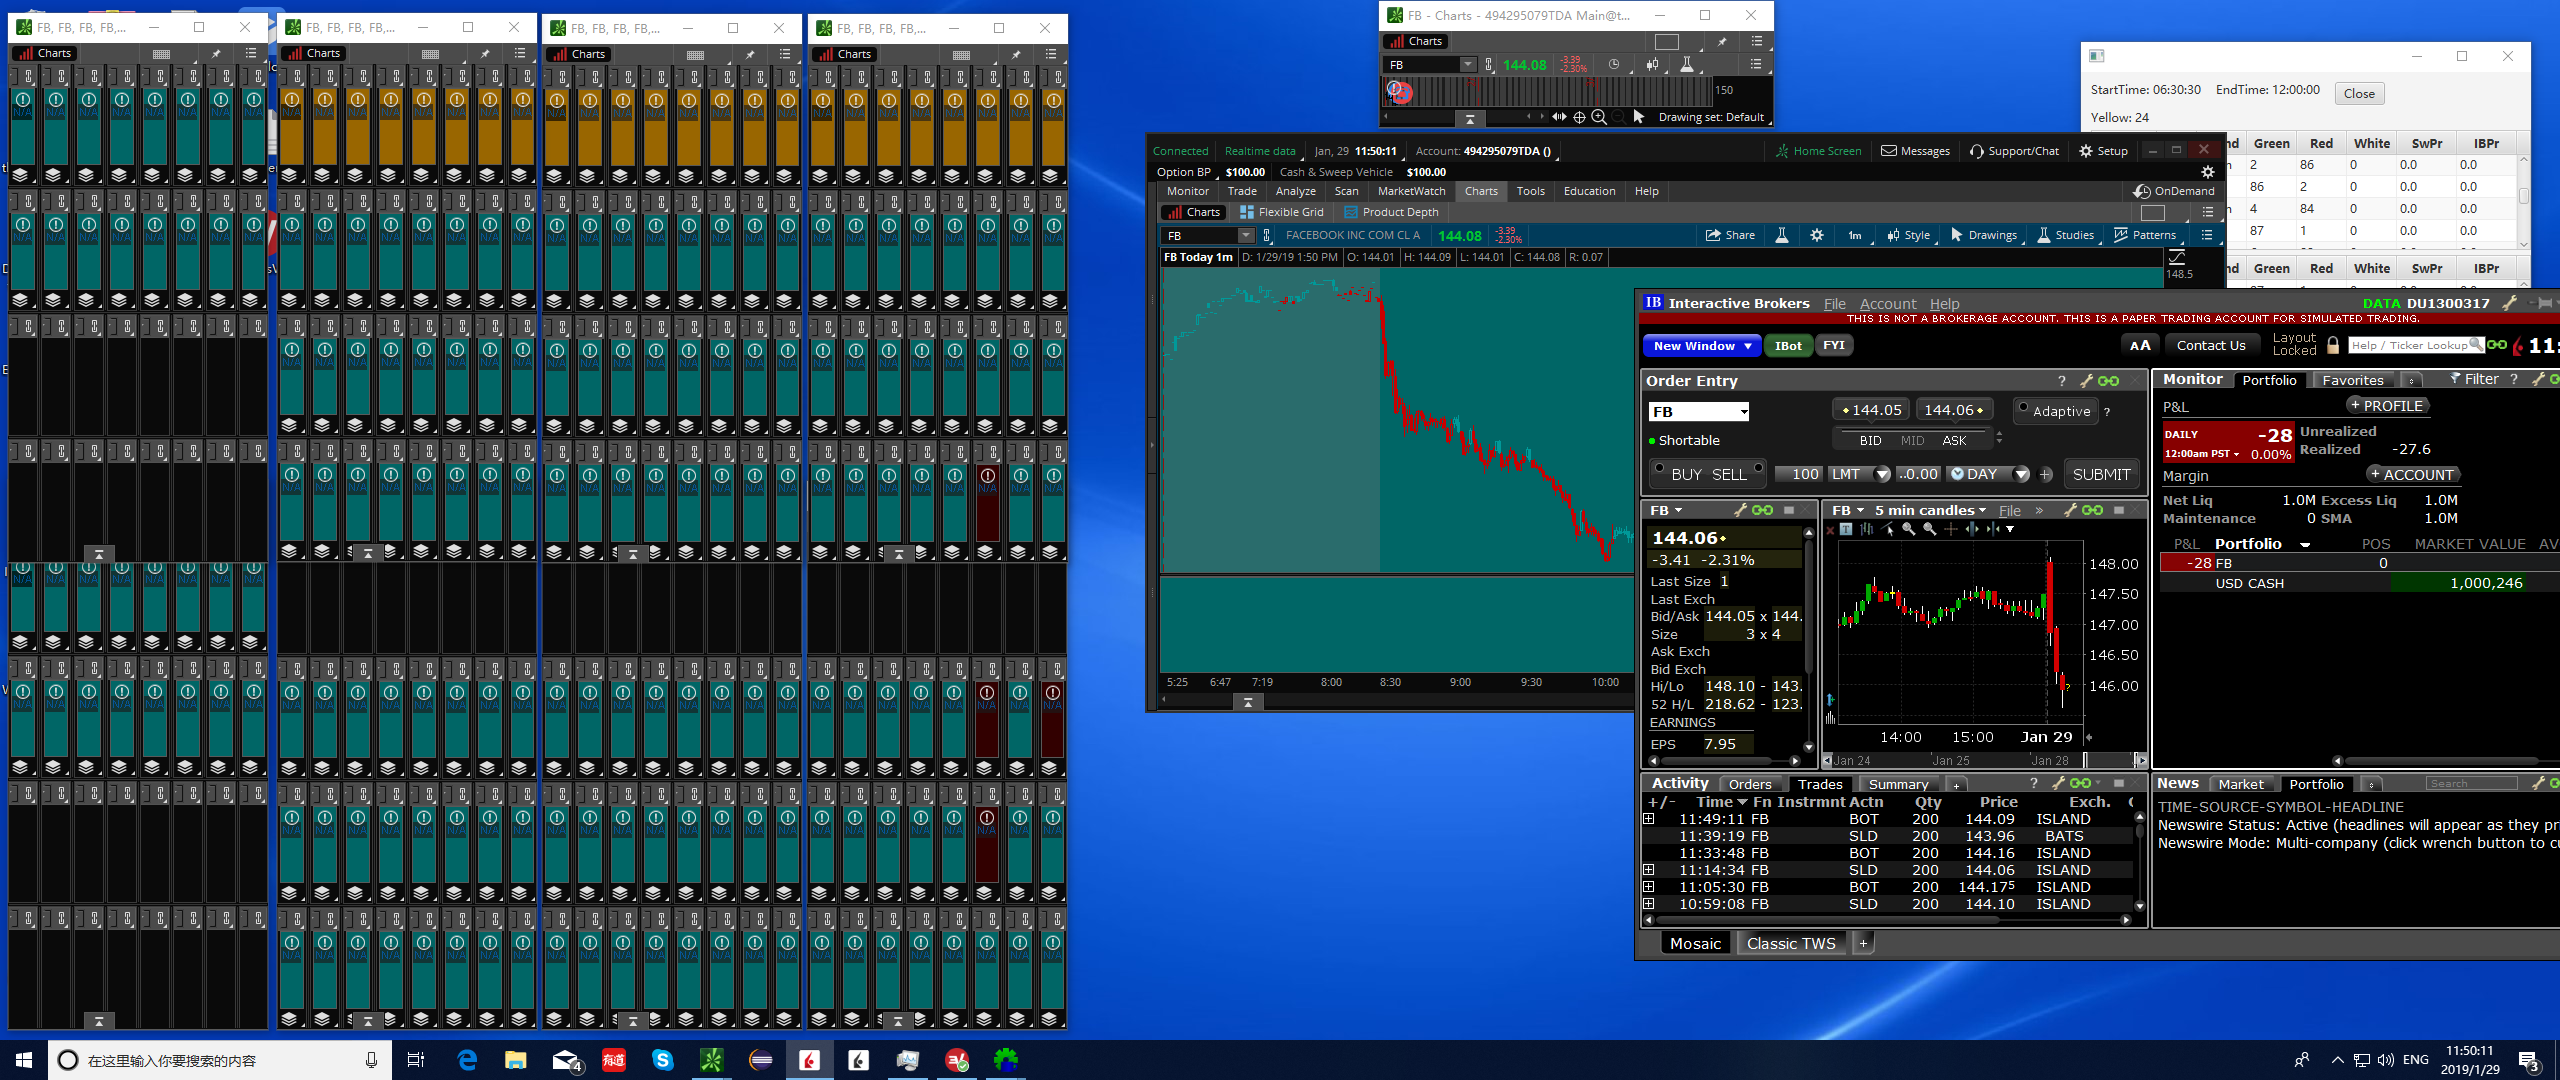 FB, FB, FB, FB,...
Charts
FB, FB, FB, FB,...
Charts
FB, FB, FB, FB,...
Charts
FB, FB, FB, FB,...
Charts
N/A
FB - Charts - 494295079TDA Main@t...
Charts
FB
144.08
-3.39
-2.30%
150
Drawing set: Default
StartTime: 06:30:30 EndTime: 12:00:00 Close
Yellow: 24
nd Green Red White SwPr IBPr
2 86 0 0.0 0.0
86 2 0 0.0 0.0
4 84 0 0.0 0.0
87 1 0 0.0 0.0
Green Red White SwPr IBPr
Connected Realtime data Jan, 29 11:50:11 Account: 494295079TDA () Home Screen Messages Support/Chat Setup
Option BP $100.00 Cash & Sweep Vehicle $100.00
Monitor Trade Analyze Scan MarketWatch Charts Tools Education Help OnDemand
Charts Flexible Grid Product Depth
FB FACEBOOK INC COM CL A 144.08 -3.39 -2.30% Share 1m Style Drawings Studies Patterns
FB Today 1m D: 1/29/19 1:50 PM O: 144.01 H: 144.09 L: 144.01 C: 144.08 R: 0.07
148.5
5:25 6:47 7:19 8:00 8:30 9:00 9:30 10:00
IB Interactive Brokers File Account Help DATA DU1300317
THIS IS NOT A BROKERAGE ACCOUNT. THIS IS A PAPER TRADING ACCOUNT FOR SIMULATED TRADING.
New Window IBot FYI AA Contact Us Layout Locked Help / Ticker Lookup 11:
Order Entry ?
FB 144.05 144.06 Adaptive ?
Shortable BID MID ASK
BUY SELL 100 LMT ..0.00 DAY + SUBMIT
FB
144.06
-3.41 -2.31%
Last Size 1
Last Exch
Bid/Ask 144.05 x 144.
Size 3 x 4
Ask Exch
Bid Exch
Hi/Lo 148.10 - 143.
52 H/L 218.62 - 123.
EARNINGS
EPS 7.95
FB 5 min candles File »
148.00
147.50
147.00
146.50
146.00
14:00 15:00 Jan 29
Jan 24 Jan 25 Jan 28
Monitor Portfolio Favorites Filter ?
P&L + PROFILE
DAILY -28 Unrealized
12:00am PST 0.00% Realized -27.6
Margin + ACCOUNT
Net Liq 1.0M Excess Liq 1.0M
Maintenance 0 SMA 1.0M
P&L Portfolio POS MARKET VALUE AV
-28 FB 0
USD CASH 1,000,246
Activity Orders Trades Summary + ?
+/- Time Fn Instrmnt Actn Qty Price Exch.
11:49:11 FB BOT 200 144.09 ISLAND
11:39:19 FB SLD 200 143.96 BATS
11:33:48 FB BOT 200 144.16 ISLAND
11:14:34 FB SLD 200 144.06 ISLAND
11:05:30 FB BOT 200 144.175 ISLAND
10:59:08 FB SLD 200 144.10 ISLAND
News Market Portfolio Search
TIME-SOURCE-SYMBOL-HEADLINE
Newswire Status: Active (headlines will appear as they pri
Newswire Mode: Multi-company (click wrench button to cu
Mosaic Classic TWS +
在这里输入你要搜索的内容
4
有道
ENG
11:50:11
2019/1/29
3